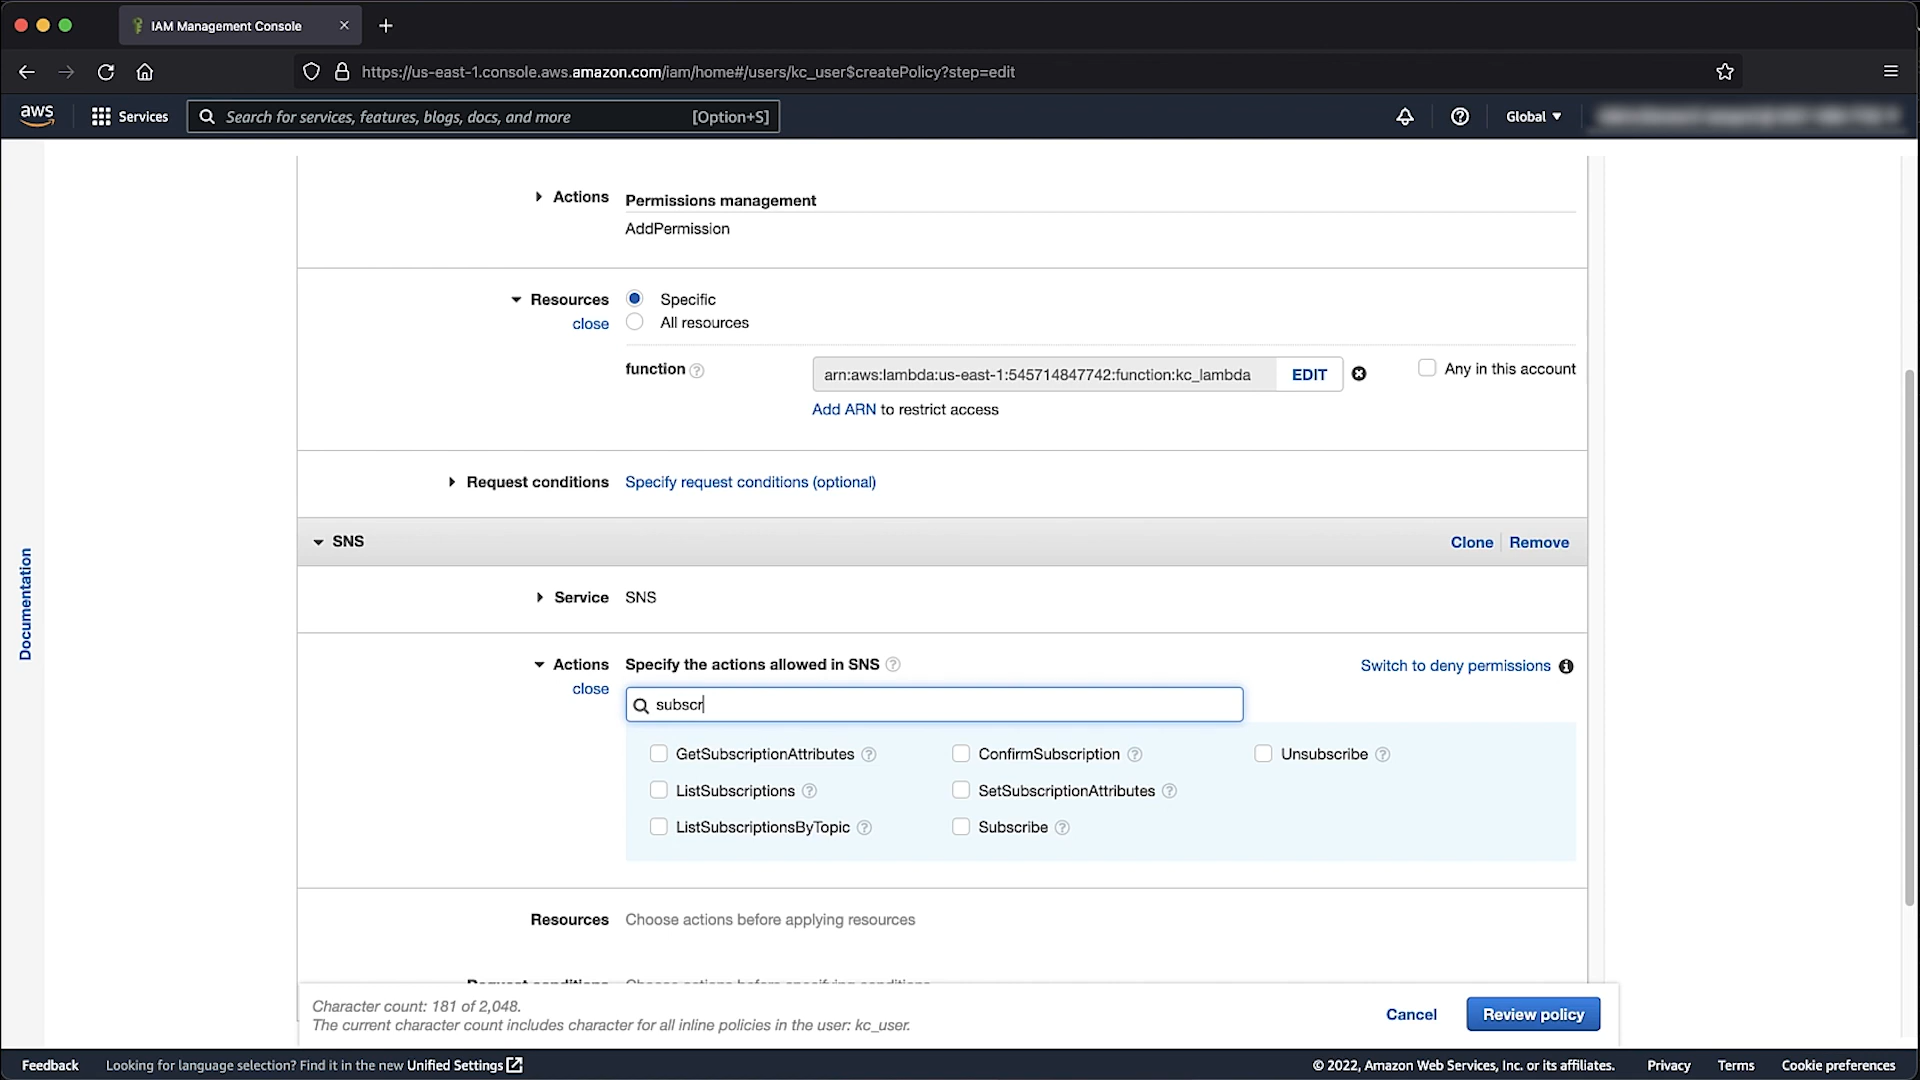 IAM Management Console
https://us-east-1.console.aws.amazon.com/iam/home#/users/kc_user$createPolicy?step=edit
aws
Services
Search for services, features, blogs, docs, and more
[Option+S]
Global
Actions
Permissions management
AddPermission
Resources
close
Specific
All resources
function
arn:aws:lambda:us-east-1:545714847742:function:kc_lambda
EDIT
Any in this account
Add ARN to restrict access
Request conditions
Specify request conditions (optional)
Documentation
SNS
Clone
Remove
Service
SNS
Actions
close
Specify the actions allowed in SNS
Switch to deny permissions
subscr
GetSubscriptionAttributes
ConfirmSubscription
Unsubscribe
ListSubscriptions
SetSubscriptionAttributes
ListSubscriptionsByTopic
Subscribe
Resources
Choose actions before applying resources
Request conditions
Choose actions before specifying conditions
Character count: 181 of 2,048.
The current character count includes character for all inline policies in the user: kc_user.
Cancel
Review policy
Feedback
Looking for language selection? Find it in the new Unified Settings
© 2022, Amazon Web Services, Inc. or its affiliates.
Privacy
Terms
Cookie preferences